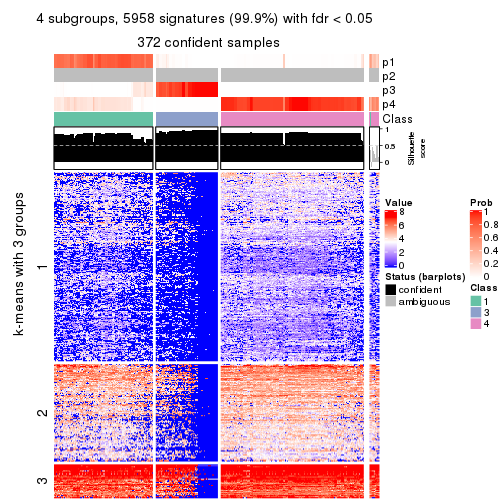 4 subgroups, 5958 signatures (99.9%) with fdr < 0.05
372 confident samples
p1
p2
p3
p4
Class
1
0.5
0
Silhouette
score
k-means with 3 groups
1
2
3
Value
8
6
4
2
0
Status (barplots)
confident
ambiguous
Prob
1
0.8
0.6
0.4
0.2
0
Class
1
3
4